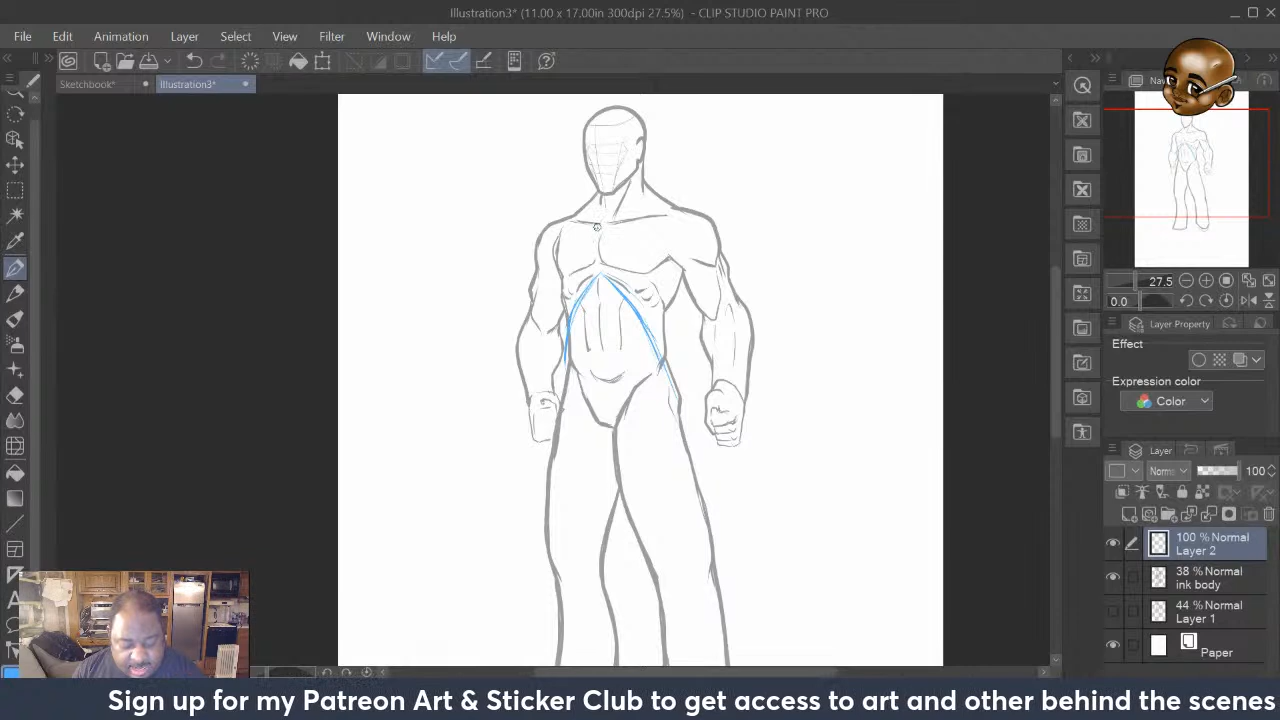 Illustration3* (11.00 x 17.00in 300dpi 27.5%) - CLIP STUDIO PAINT PRO
File Edit Animation Layer Select View Filter Window Help
Sketchbook* Illustration3*
27.5
0.0
Layer Property
Effect
Expression color
Color
Layer
Norm 100
100 % Normal
Layer 2
38 % Normal
ink body
44 % Normal
Layer 1
Paper
Sign up for my Patreon Art & Sticker Club to get access to art and other behind the scenes